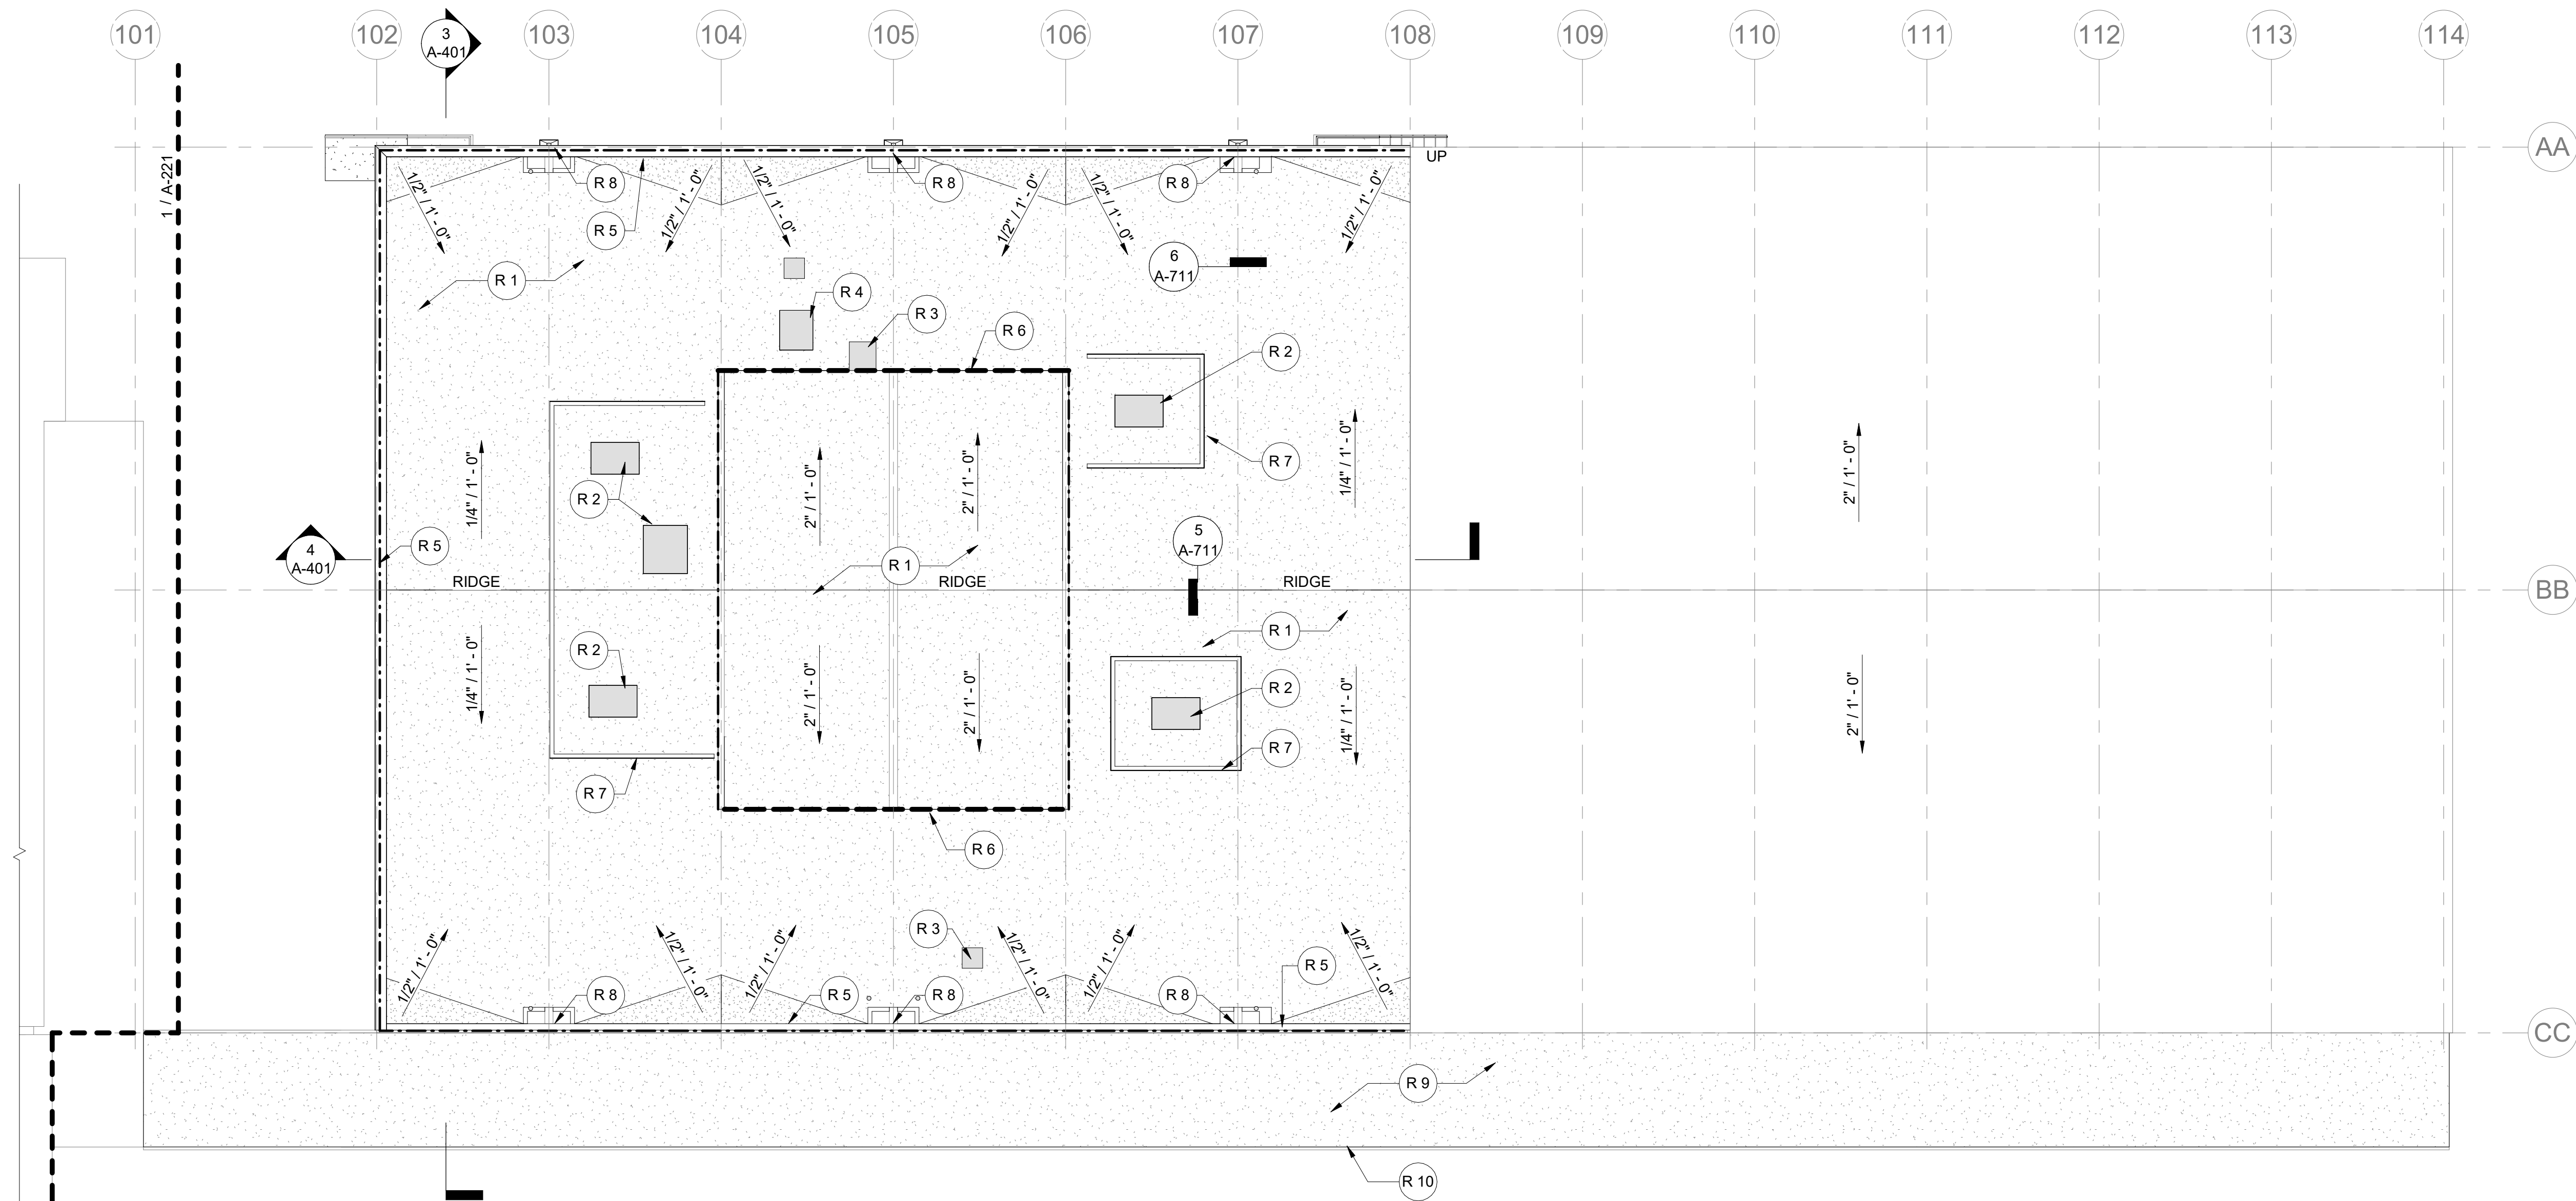 101
102
103
104
105
106
107
108
109
110
111
112
113
114
3
A-401
AA
1 / A-221
UP
R 8
R 8
R 8
1/2" / 1' - 0"
1/2" / 1' - 0"
1/2" / 1' - 0"
1/2" / 1' - 0"
1/2" / 1' - 0"
1/2" / 1' - 0"
R 5
6
A-711
R 1
R 4
R 3
R 6
R 2
R 7
1/4" / 1' - 0"
R 2
2" / 1' - 0"
2" / 1' - 0"
1/4" / 1' - 0"
2" / 1' - 0"
4
A-401
R 5
R 1
5
A-711
RIDGE
RIDGE
RIDGE
BB
R 1
R 2
1/4" / 1' - 0"
2" / 1' - 0"
2" / 1' - 0"
R 2
1/4" / 1' - 0"
2" / 1' - 0"
R 7
R 7
R 6
R 3
1/2" / 1' - 0"
1/2" / 1' - 0"
1/2" / 1' - 0"
1/2" / 1' - 0"
1/2" / 1' - 0"
1/2" / 1' - 0"
R 5
R 8
R 5
R 8
R 8
CC
R 9
R 10